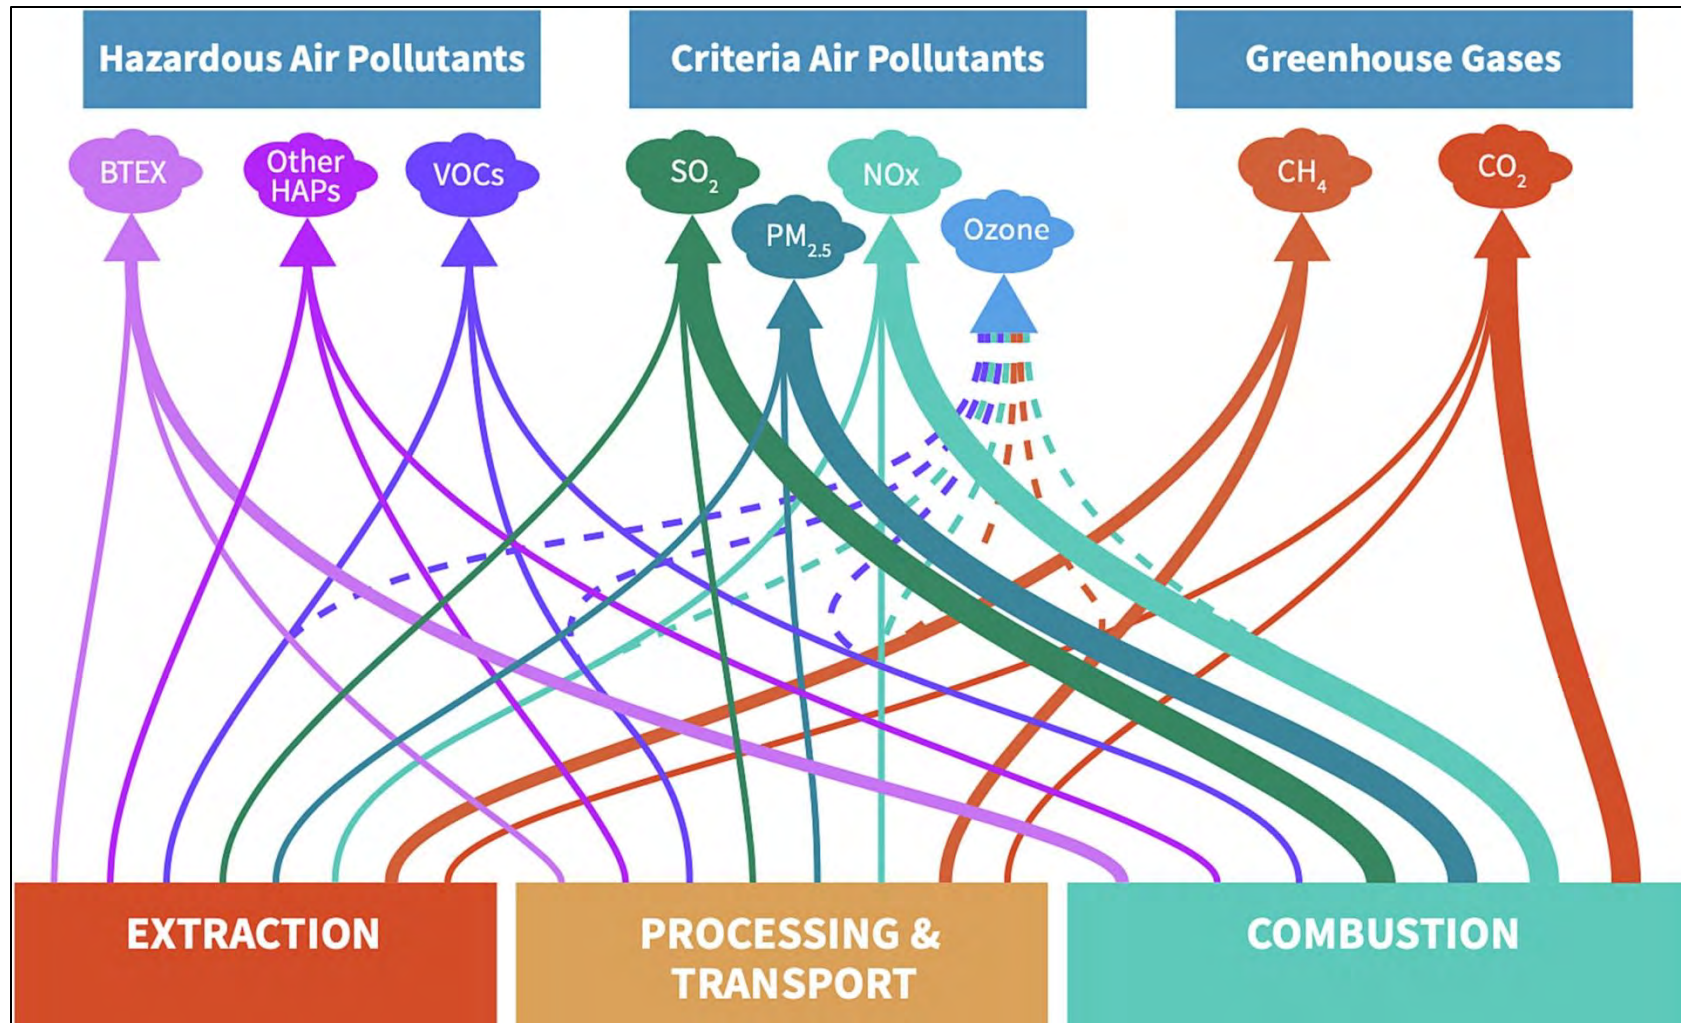 Hazardous Air Pollutants
Criteria Air Pollutants
Greenhouse Gases
BTEX
Other
HAPs
VOCs
SO₂
PM₂.₅
NOx
Ozone
CH₄
CO₂
EXTRACTION
PROCESSING &
TRANSPORT
COMBUSTION